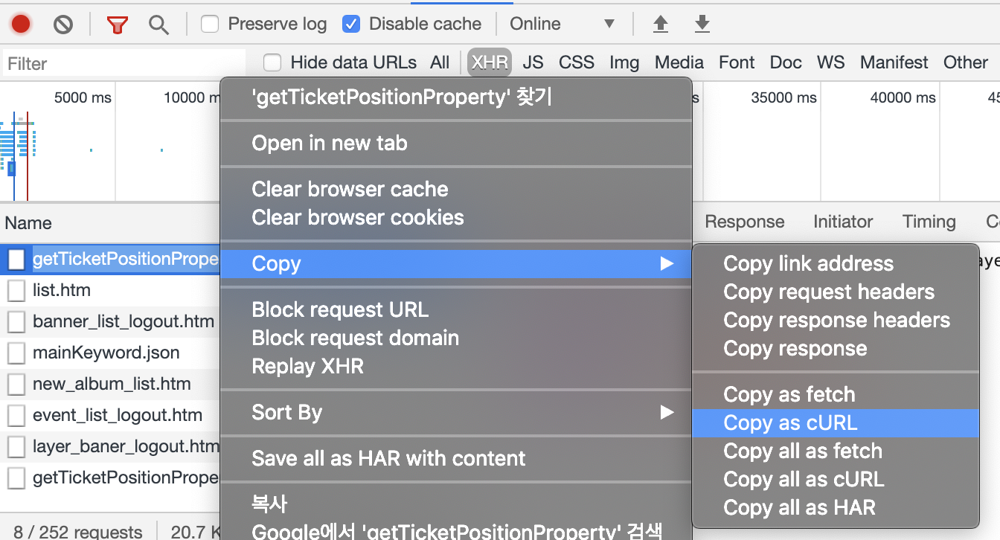 Preserve log Disable cache Online
Filter Hide data URLs All XHR JS CSS Img Media Font Doc WS Manifest Other
5000 ms 10000 m s 35000 ms 40000 ms 45
'getTicketPositionProperty' 찾기
Open in new tab
Clear browser cache
Clear browser cookies
Name Response Initiator Timing
getTicketPositionPrope
Copy
Copy link address
list.htm
Copy request headers
Block request URL
banner_list_logout.htm
Copy response headers
Block request domain
mainKeyword.json
Copy response
Replay XHR
new_album_list.htm
Copy as fetch
event_list_logout.htm
Sort By
Copy as cURL
layer_baner_logout.htm
Copy all as fetch
Save all as HAR with content
getTicketPositionProper
Copy all as cURL
복사
Copy all as HAR
8 / 252 requests 20.7 K
Google에서 'getTicketPositionProperty' 검색